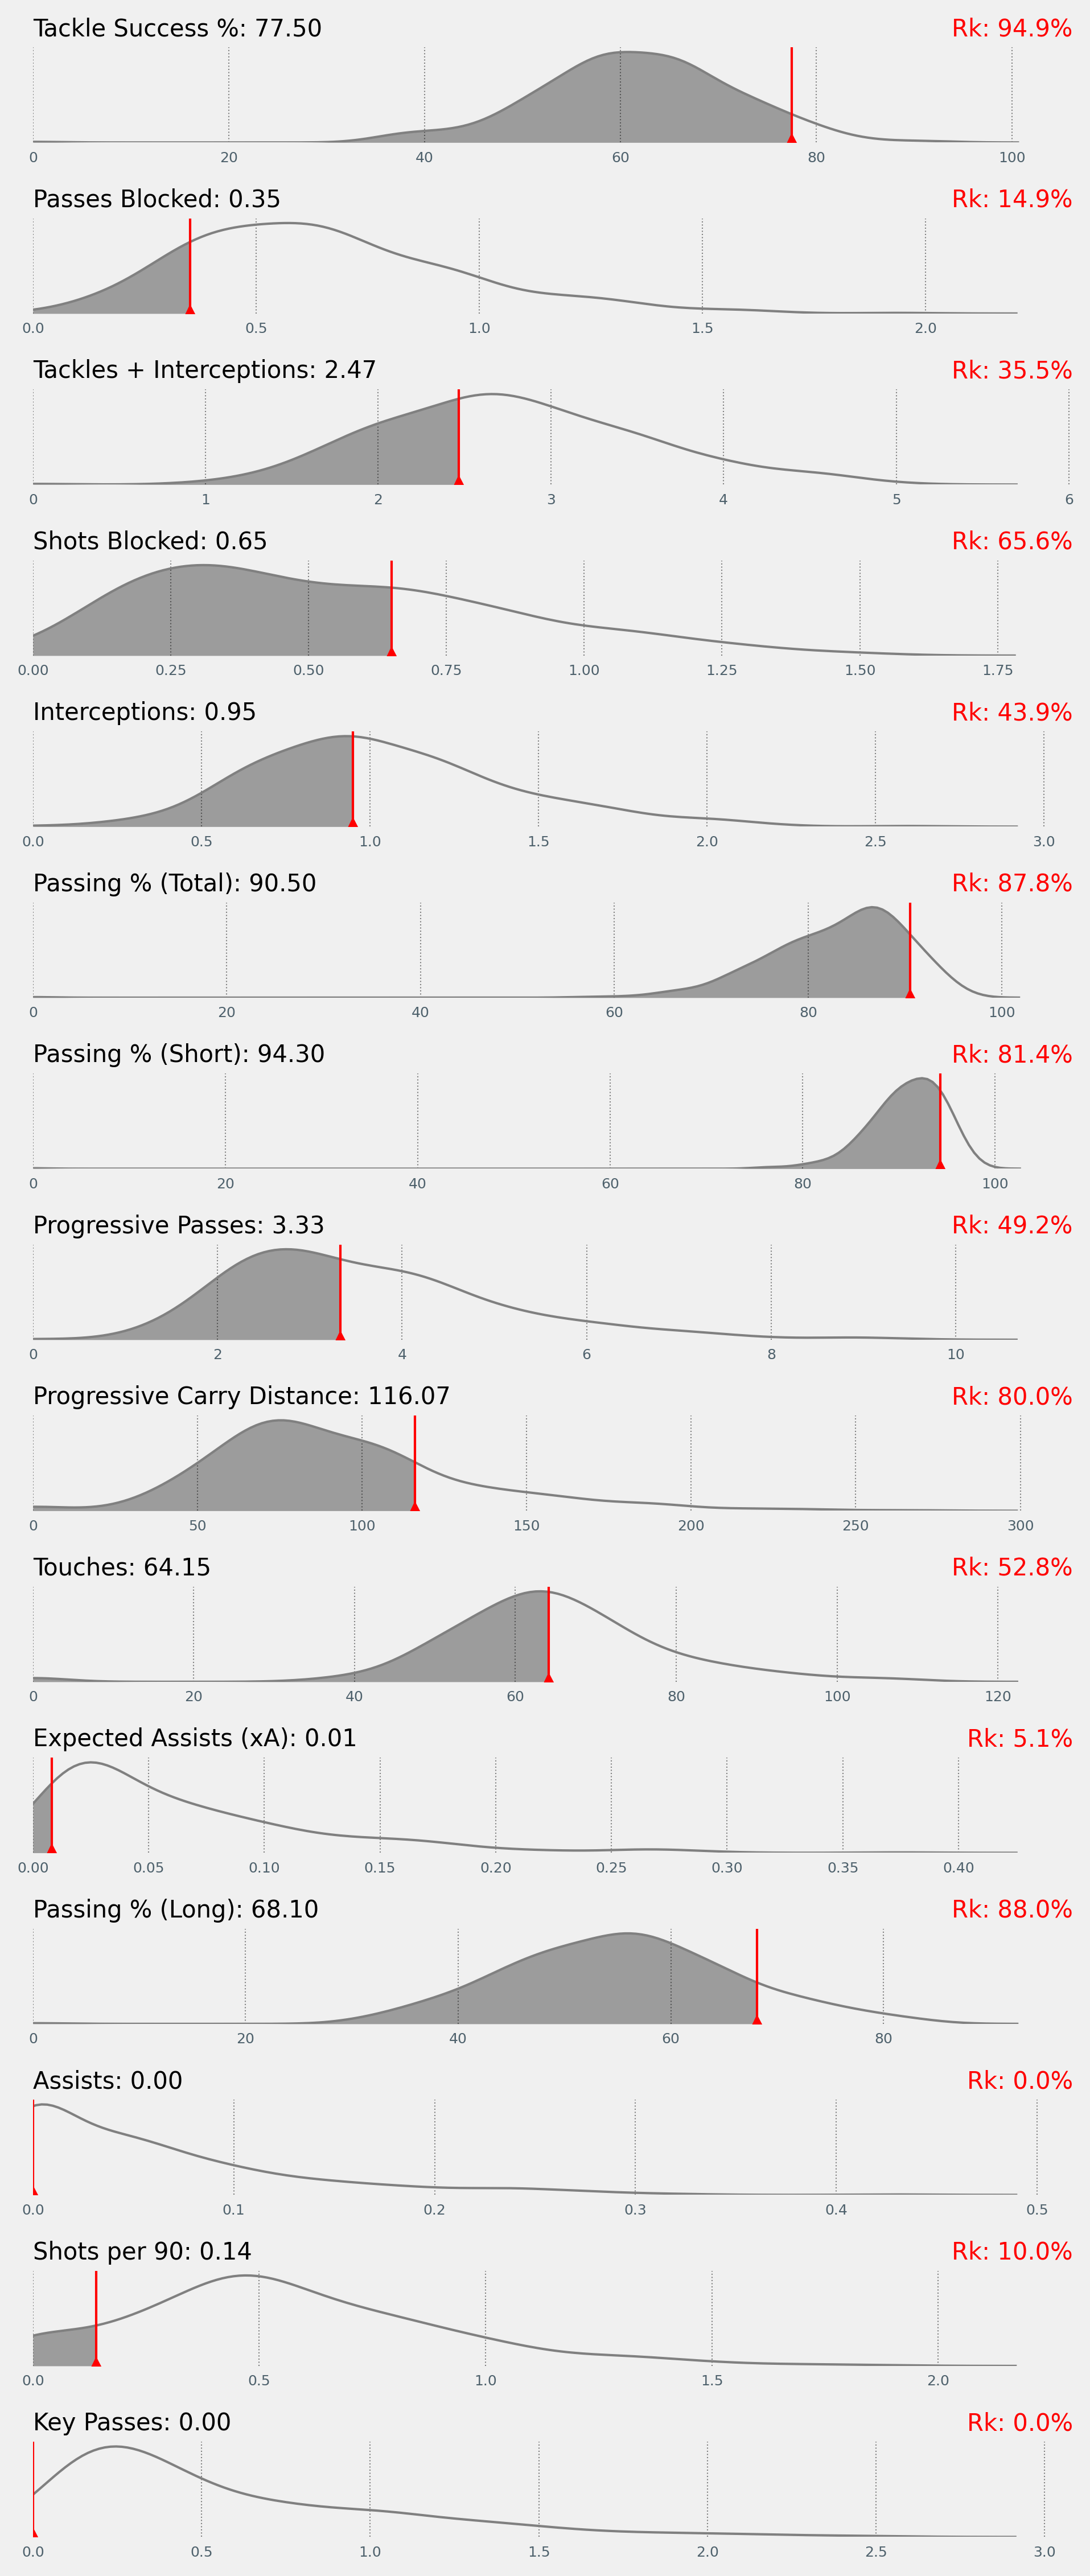 Tackle Success %: 77.50 Rk: 94.9%
0 20 40 60 80 100
Passes Blocked: 0.35 Rk: 14.9%
0.0 0.5 1.0 1.5 2.0
Tackles + Interceptions: 2.47 Rk: 35.5%
0 1 2 3 4 5 6
Shots Blocked: 0.65 Rk: 65.6%
0.00 0.25 0.50 0.75 1.00 1.25 1.50 1.75
Interceptions: 0.95 Rk: 43.9%
0.0 0.5 1.0 1.5 2.0 2.5 3.0
Passing % (Total): 90.50 Rk: 87.8%
0 20 40 60 80 100
Passing % (Short): 94.30 Rk: 81.4%
0 20 40 60 80 100
Progressive Passes: 3.33 Rk: 49.2%
0 2 4 6 8 10
Progressive Carry Distance: 116.07 Rk: 80.0%
0 50 100 150 200 250 300
Touches: 64.15 Rk: 52.8%
0 20 40 60 80 100 120
Expected Assists (xA): 0.01 Rk: 5.1%
0.00 0.05 0.10 0.15 0.20 0.25 0.30 0.35 0.40
Passing % (Long): 68.10 Rk: 88.0%
0 20 40 60 80
Assists: 0.00 Rk: 0.0%
0.0 0.1 0.2 0.3 0.4 0.5
Shots per 90: 0.14 Rk: 10.0%
0.0 0.5 1.0 1.5 2.0
Key Passes: 0.00 Rk: 0.0%
0.0 0.5 1.0 1.5 2.0 2.5 3.0